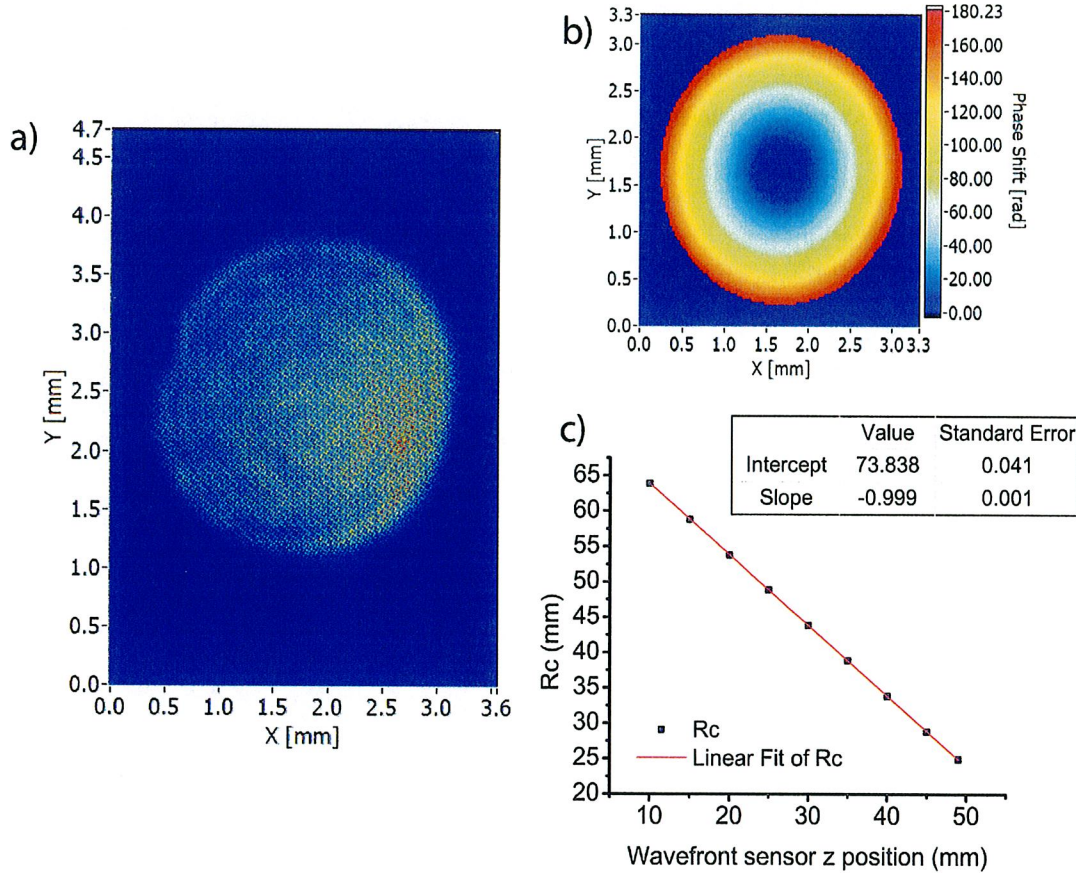 a)
Y [mm]
4.7
4.5
4.0
3.5
3.0
2.5
2.0
1.5
1.0
0.5
0.0
0.0 0.5 1.0 1.5 2.0 2.5 3.0 3.6
X [mm]
b)
Y [mm]
3.3
3.0
2.5
2.0
1.5
1.0
0.5
0.0
0.0 0.5 1.0 1.5 2.0 2.5 3.0 3.3
X [mm]
180.23
160.00
140.00
120.00
100.00
80.00
60.00
40.00
20.00
0.00
Phase Shift [rad]
c)
Value Standard Error
Intercept 73.838 0.041
Slope -0.999 0.001
Rc (mm)
65
60
55
50
45
40
35
30
25
20
Rc
Linear Fit of Rc
10 20 30 40 50
Wavefront sensor z position (mm)